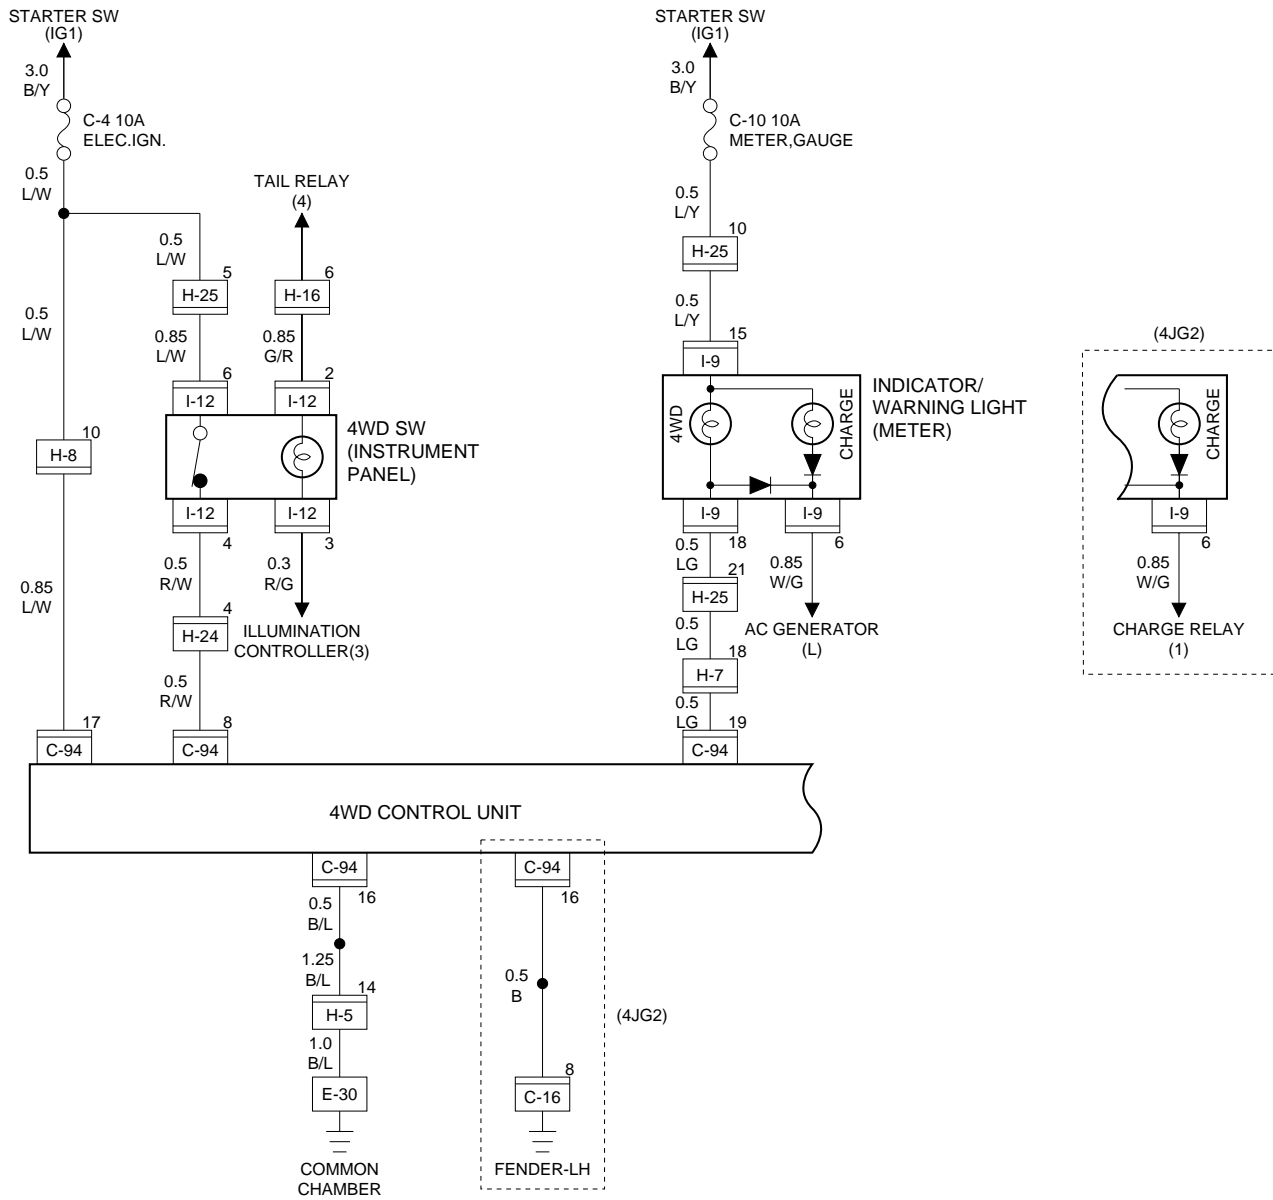 STARTER SW
(IG1)
3.0
B/Y
C-4 10A
ELEC.IGN.
0.5
L/W
TAIL RELAY
(4)
0.5
L/W
5
H-25
6
H-16
0.5
L/W
0.85
L/W
0.85
G/R
6
I-12
2
I-12
4WD SW
(INSTRUMENT
PANEL)
10
H-8
I-12
4
I-12
3
0.5
R/W
0.3
R/G
0.85
L/W
4
H-24
ILLUMINATION
CONTROLLER(3)
0.5
R/W
17
C-94
8
C-94
STARTER SW
(IG1)
3.0
B/Y
C-10 10A
METER,GAUGE
0.5
L/Y
10
H-25
0.5
L/Y
15
I-9
4WD
CHARGE
INDICATOR/
WARNING LIGHT
(METER)
I-9
18
I-9
6
0.5
LG
0.85
W/G
21
H-25
AC GENERATOR
(L)
0.5
LG
18
H-7
0.5
LG
19
C-94
(4JG2)
CHARGE
I-9
6
0.85
W/G
CHARGE RELAY
(1)
4WD CONTROL UNIT
C-94
16
0.5
B/L
1.25
B/L
14
H-5
1.0
B/L
E-30
COMMON
CHAMBER
C-94
16
0.5
B
(4JG2)
8
C-16
FENDER-LH